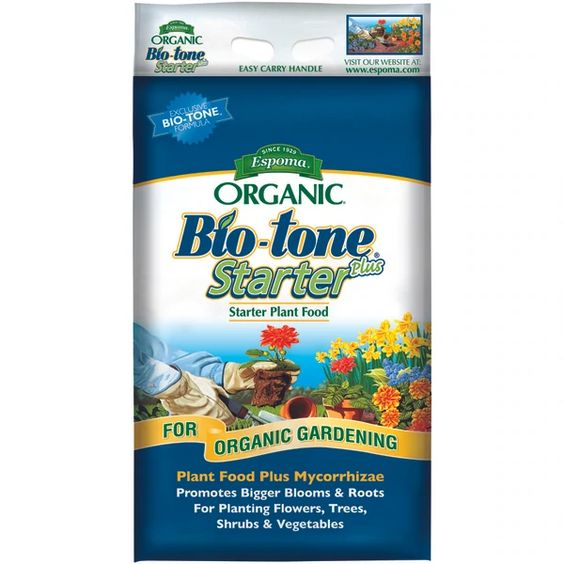 Espoma
ORGANIC
Bio-tone
Starter plus
EASY CARRY HANDLE
VISIT OUR WEBSITE AT:
www.espoma.com
EXCLUSIVE
BIO-TONE®
FORMULA
SINCE 1929
Espoma®
ORGANIC®
Bio-tone
Starter plus®
Starter Plant Food
FOR ORGANIC GARDENING
Plant Food Plus Mycorrhizae
Promotes Bigger Blooms & Roots
For Planting Flowers, Trees,
Shrubs & Vegetables